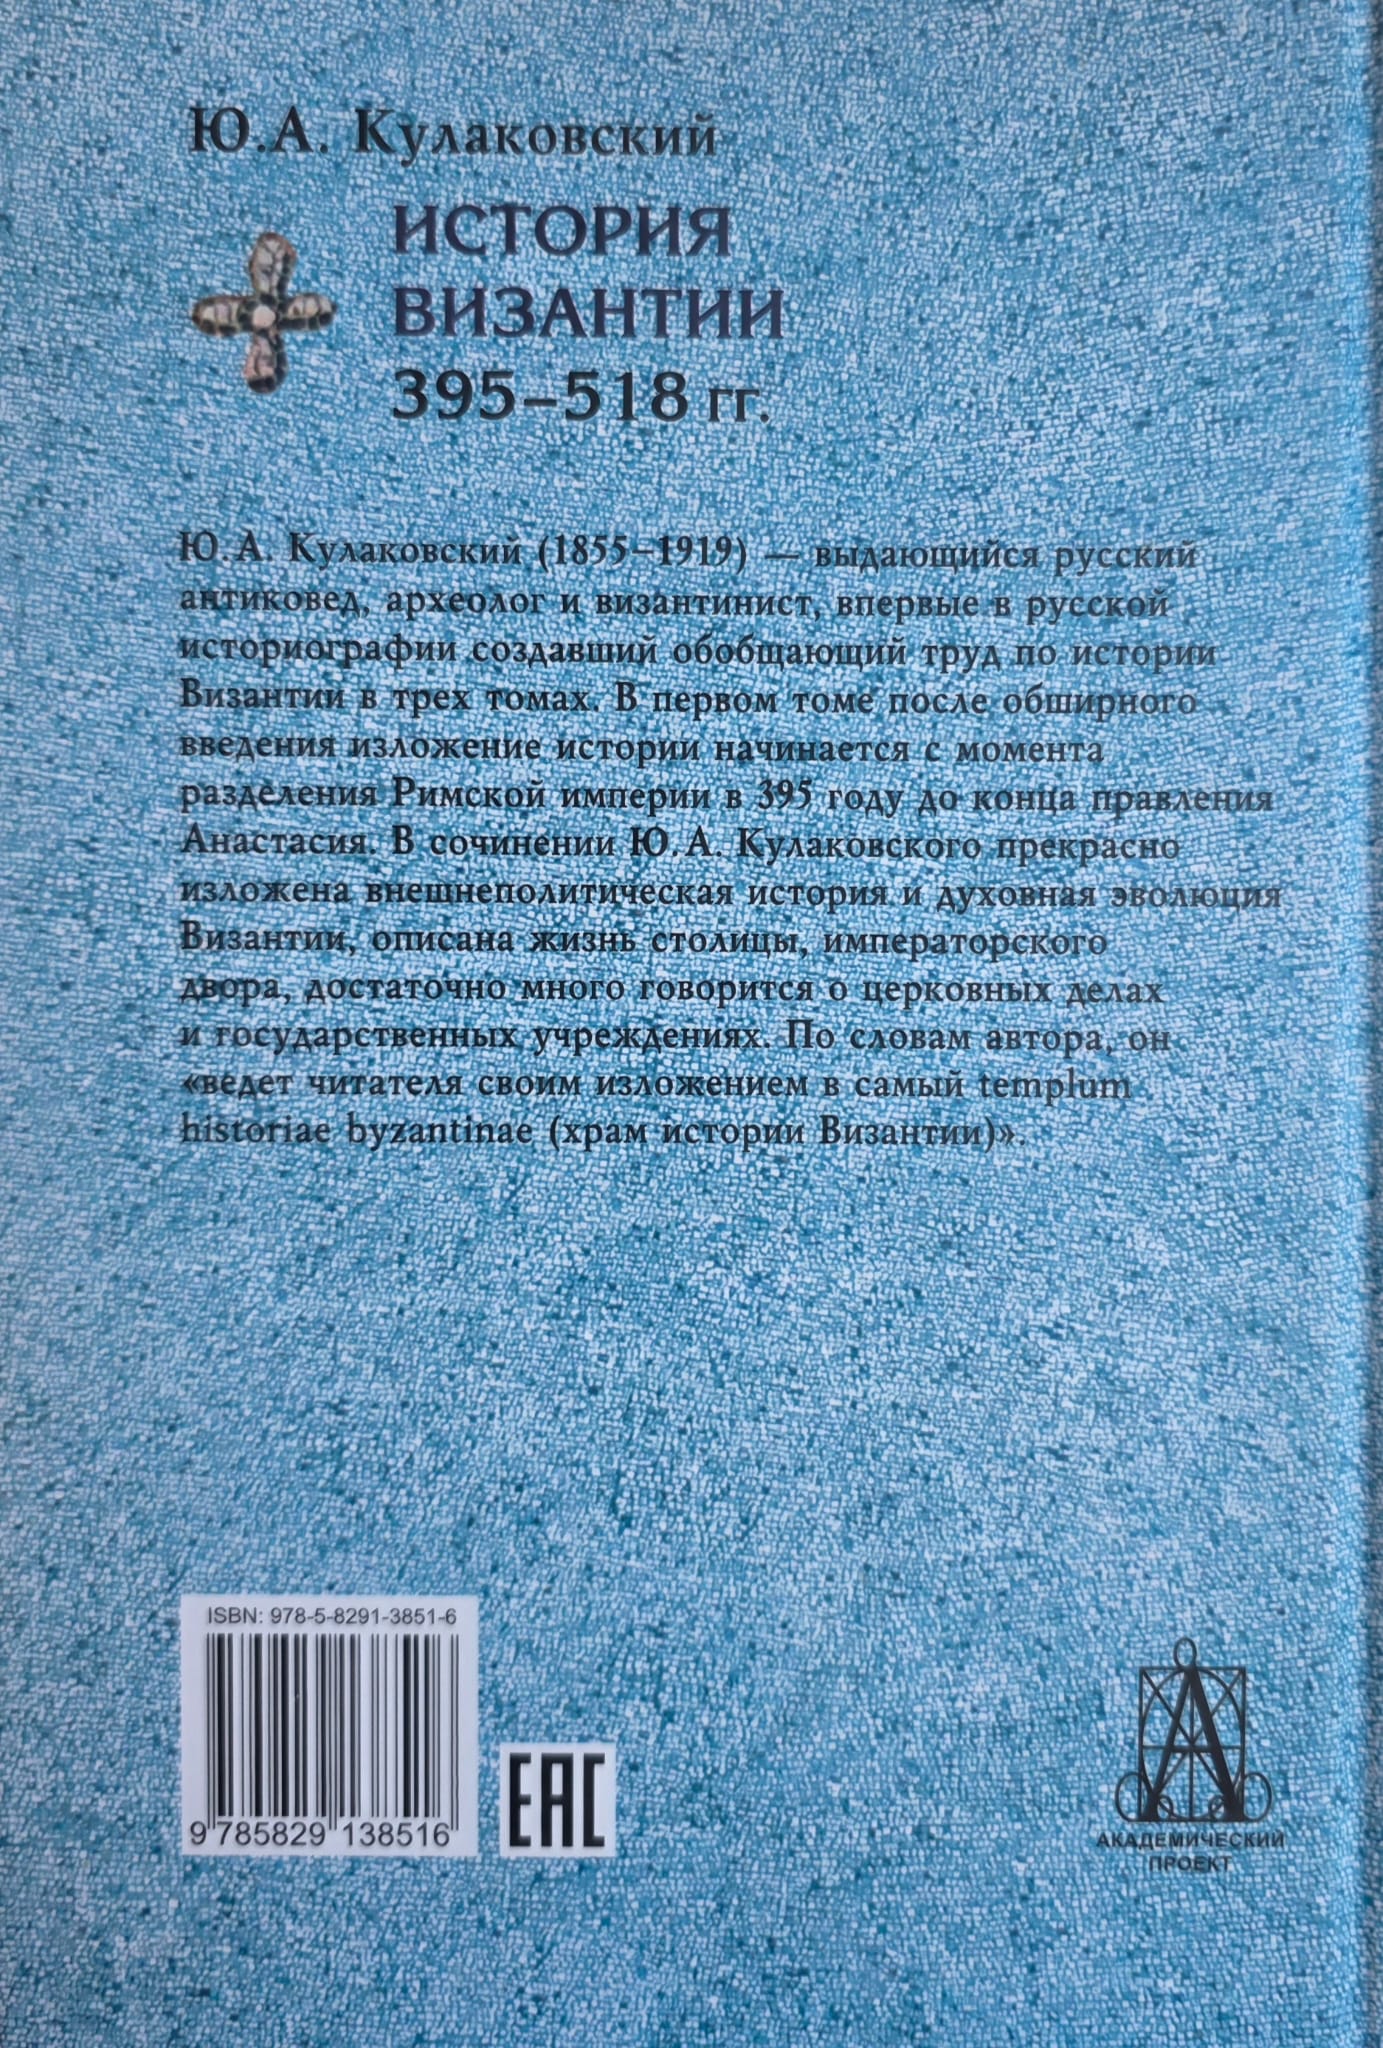 Ю.А. Кулаковский
ИСТОРИЯ
ВИЗАНТИИ
395–518 гг.
Ю.А. Кулаковский (1855–1919) — выдающийся русский
антиковед, археолог и византинист, впервые в русской
историографии создавший обобщающий труд по истории
Византии в трех томах. В первом томе после обширного
введения изложение истории начинается с момента
разделения Римской империи в 395 году до конца правления
Анастасия. В сочинении Ю.А. Кулаковского прекрасно
изложена внешнеполитическая история и духовная эволюция
Византии, описана жизнь столицы, императорского
двора, достаточно много говорится о церковных делах
и государственных учреждениях. По словам автора, он
«ведет читателя своим изложением в самый templum
historiae byzantinae (храм истории Византии)».
ISBN: 978-5-8291-3851-6
9 785829 138516
EAC
АКАДЕМИЧЕСКИЙ
ПРОЕКТ